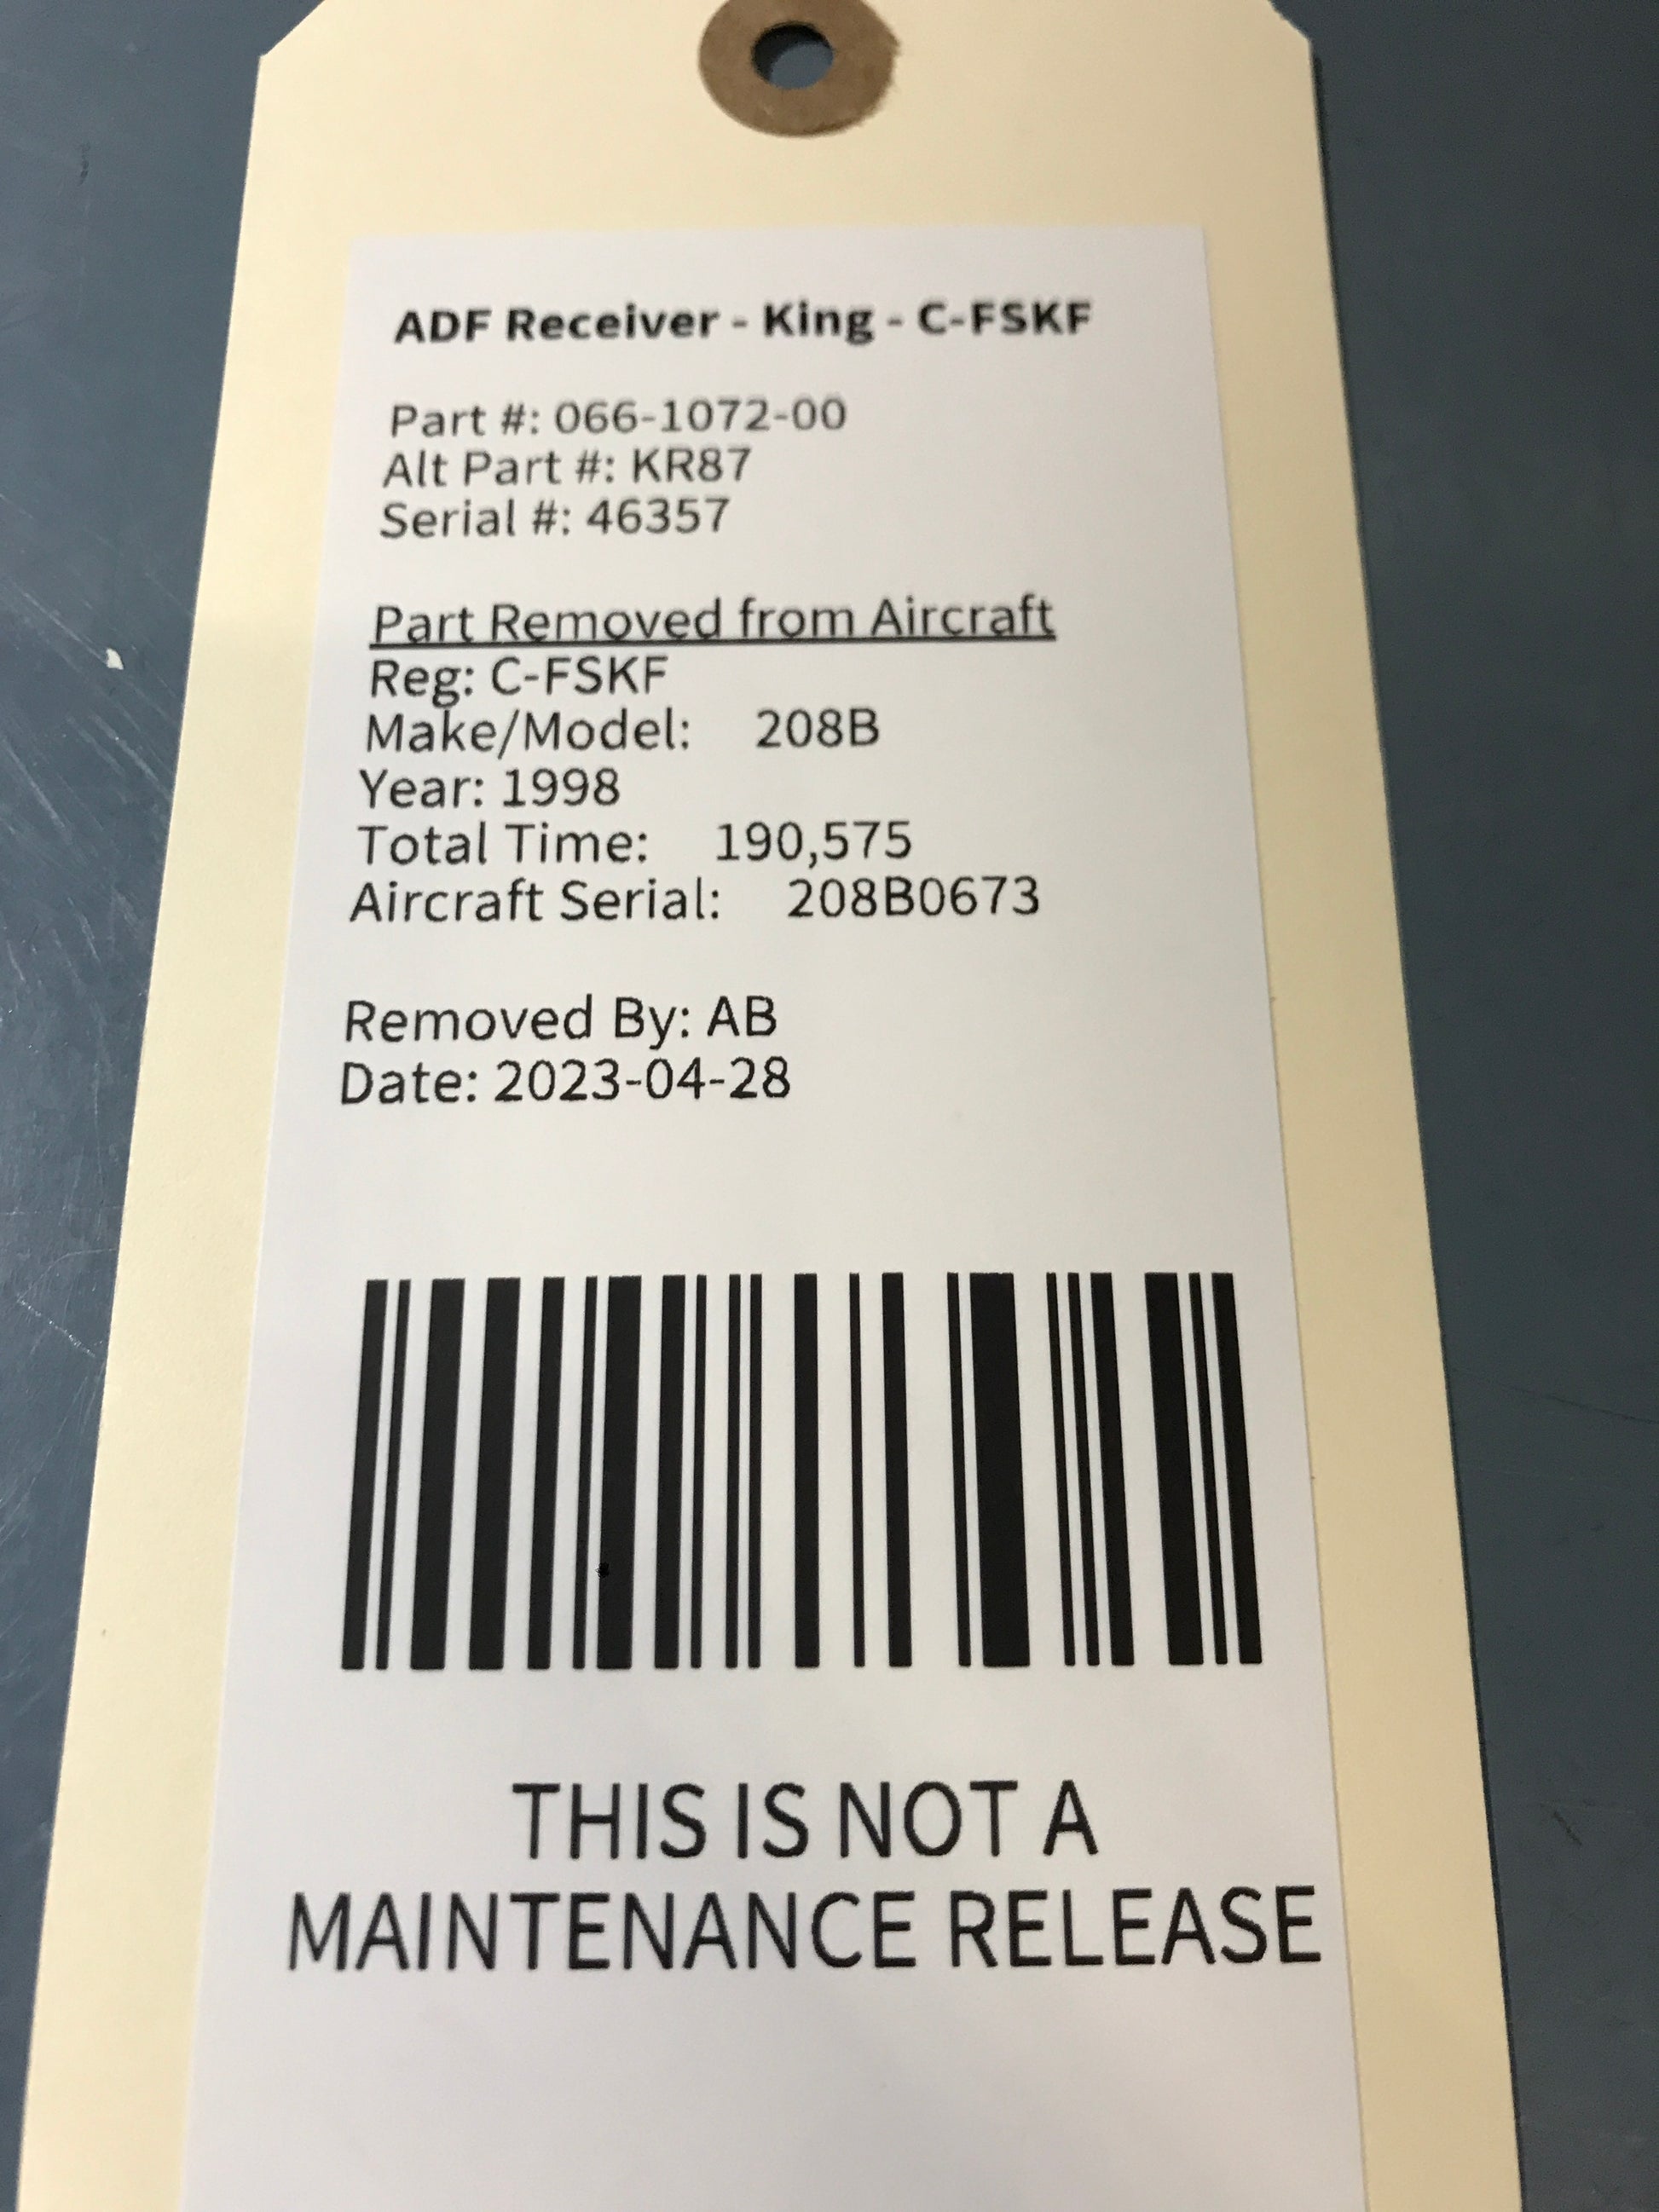 ADF Receiver - King - C-FSKF
Part #: 066-1072-00
Alt Part #: KR87
Serial #: 46357
Part Removed from Aircraft
Reg: C-FSKF
Make/Model: 208B
Year: 1998
Total Time: 190,575
Aircraft Serial: 208B0673
Removed By: AB
Date: 2023-04-28
THIS IS NOT A
MAINTENANCE RELEASE